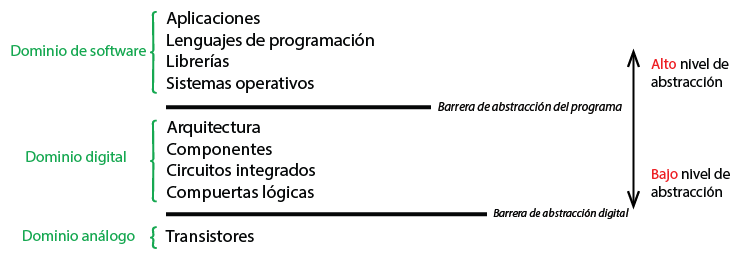 Dominio de software
Aplicaciones
Lenguajes de programación
Librerías
Sistemas operativos
Barrera de abstracción del programa
Alto nivel de
abstracción
Dominio digital
Arquitectura
Componentes
Circuitos integrados
Compuertas lógicas
Bajo nivel de
abstracción
Barrera de abstracción digital
Dominio análogo
Transistores